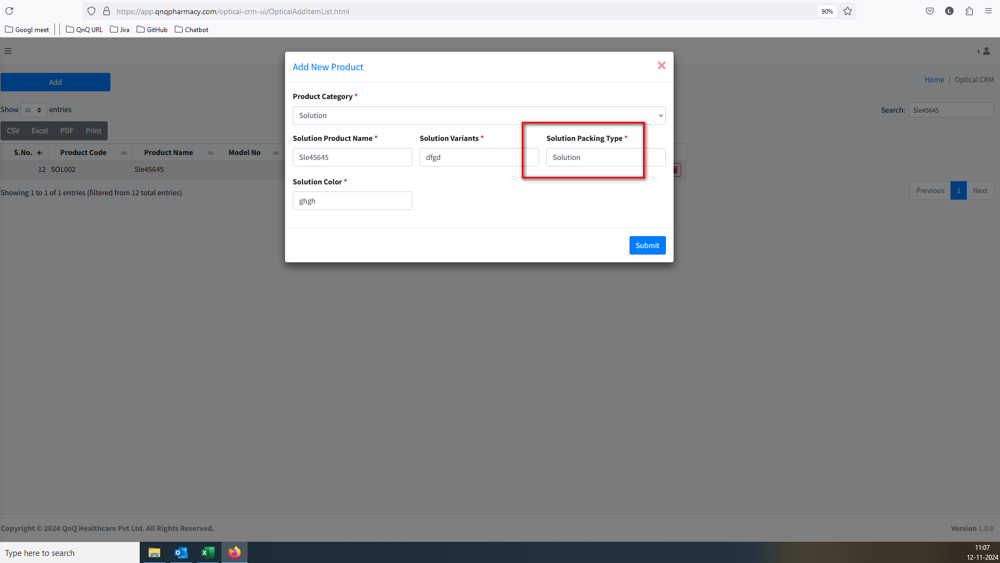 https://app.qnqpharmacy.com/optical-crm-ui/OpticalAddItemList.html
90%
L
Googl meet
QnQ URL
Jira
GitHub
Chatbot
Add New Product
Add
Home / Optical CRM
Product Category *
Solution
Show 10 entries
Search: Sle45645
CSV Excel PDF Print
Solution Product Name *
Solution Variants *
Solution Packing Type *
Sle45645
dfgd
Solution
S.No. Product Code Product Name Model No
12 SOL002 Sle45645
Solution Color *
ghgh
Showing 1 to 1 of 1 entries (filtered from 12 total entries)
Previous 1 Next
Submit
Copyright © 2024 QnQ Healthcare Pvt Ltd. All Rights Reserved.
Version 1.0.0
Type here to search
11:07
12-11-2024